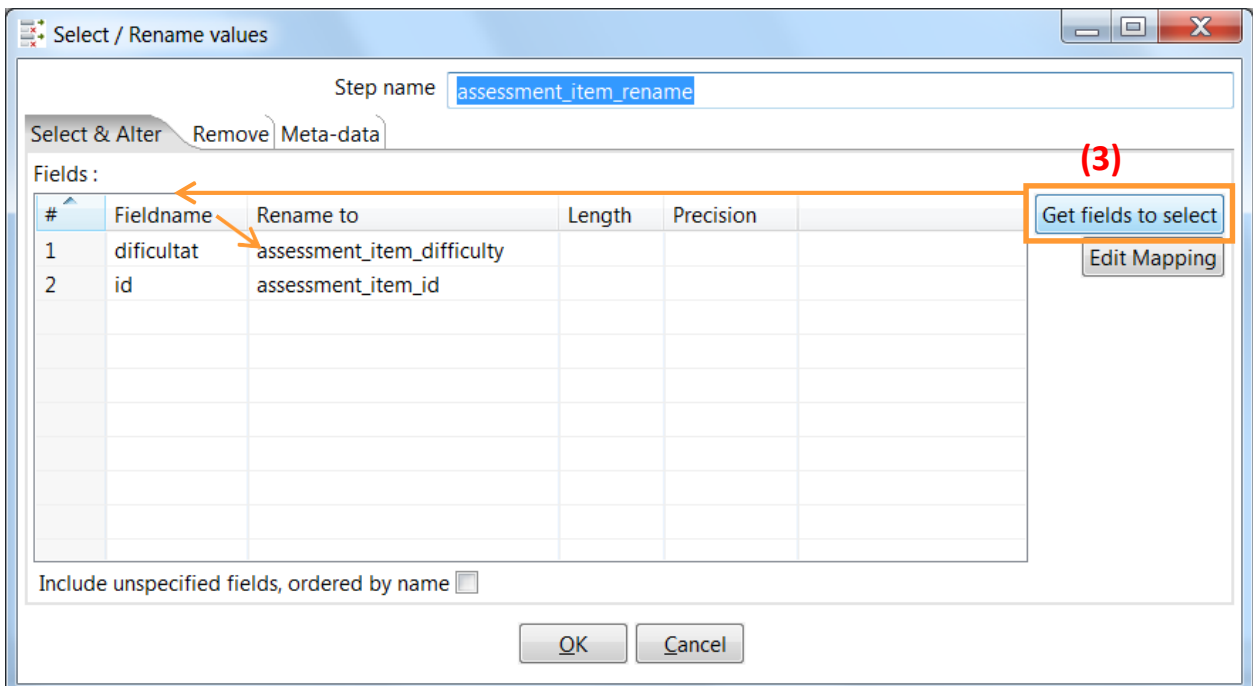 Select / Rename values
X
Step name assessment_item_rename
Select & Alter Remove Meta-data
(3)
Fields :
# Fieldname Rename to Length Precision
Get fields to select
1 dificultat assessment_item_difficulty
Edit Mapping
2 id assessment_item_id
Include unspecified fields, ordered by name
OK Cancel